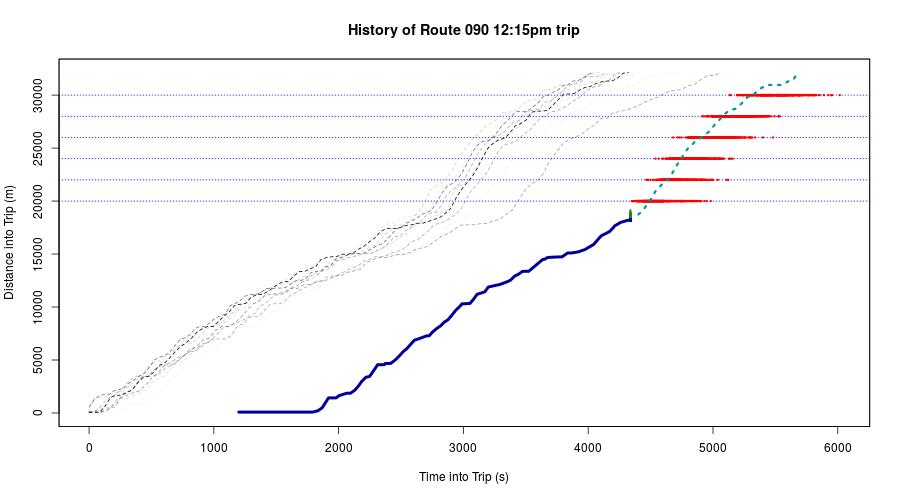 History of Route 090 12:15pm trip
Distance into Trip (m)
30000
25000
20000
15000
10000
5000
0
0 1000 2000 3000 4000 5000 6000
Time into Trip (s)